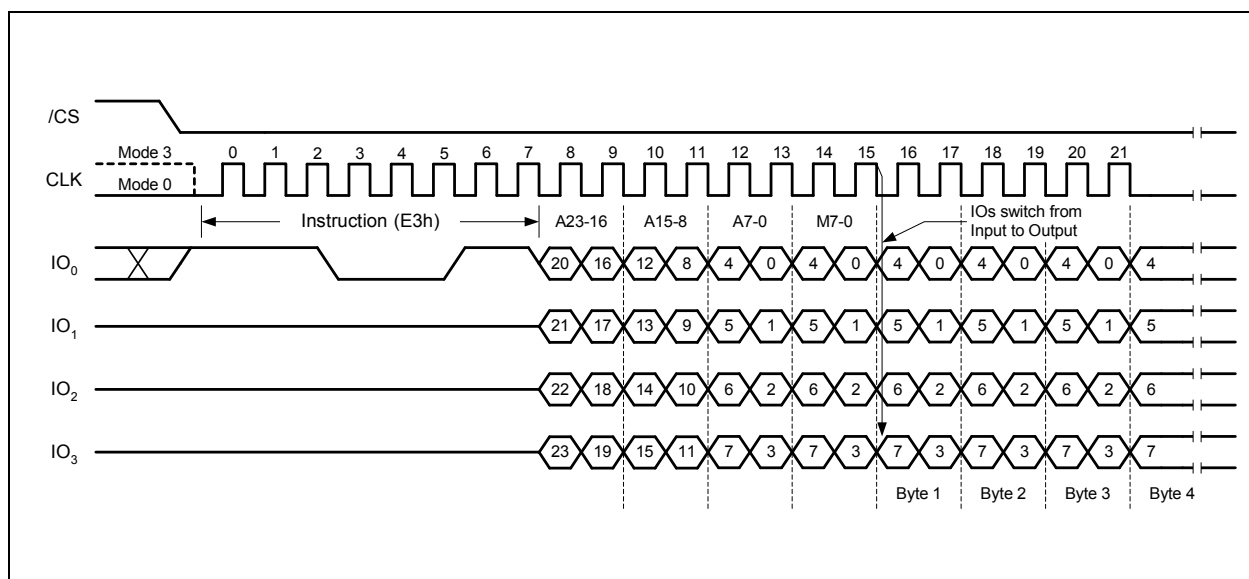 /CS
Mode 3
0 1 2 3 4 5 6 7 8 9 10 11 12 13 14 15 16 17 18 19 20 21
CLK
Mode 0
Instruction (E3h)
A23-16 A15-8 A7-0 M7-0
IOs switch from
Input to Output
IO0 20 16 12 8 4 0 4 0 4 0 4 0 4 0 4
IO1 21 17 13 9 5 1 5 1 5 1 5 1 5 1 5
IO2 22 18 14 10 6 2 6 2 6 2 6 2 6 2 6
IO3 23 19 15 11 7 3 7 3 7 3 7 3 7 3 7
Byte 1 Byte 2 Byte 3 Byte 4